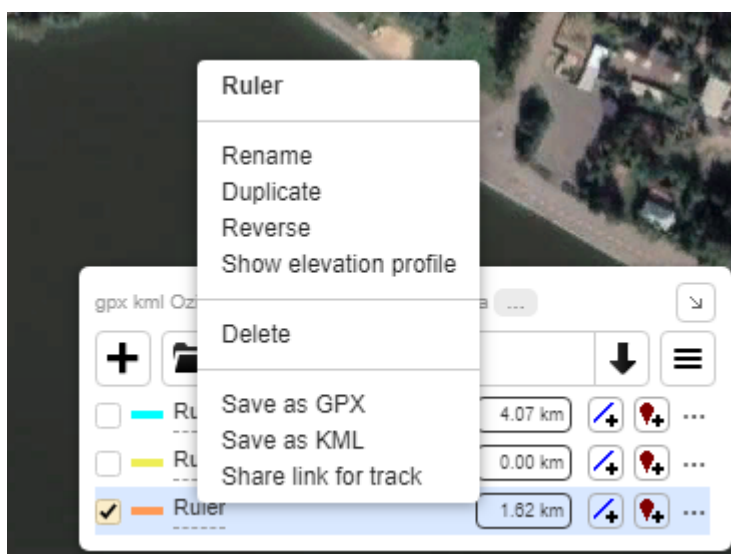 Ruler
Rename
Duplicate
Reverse
Show elevation profile
gpx kml ...
Delete
4.07 km ...
0.00 km ...
Save as GPX
Save as KML
Share link for track
Ruler 1.62 km ...